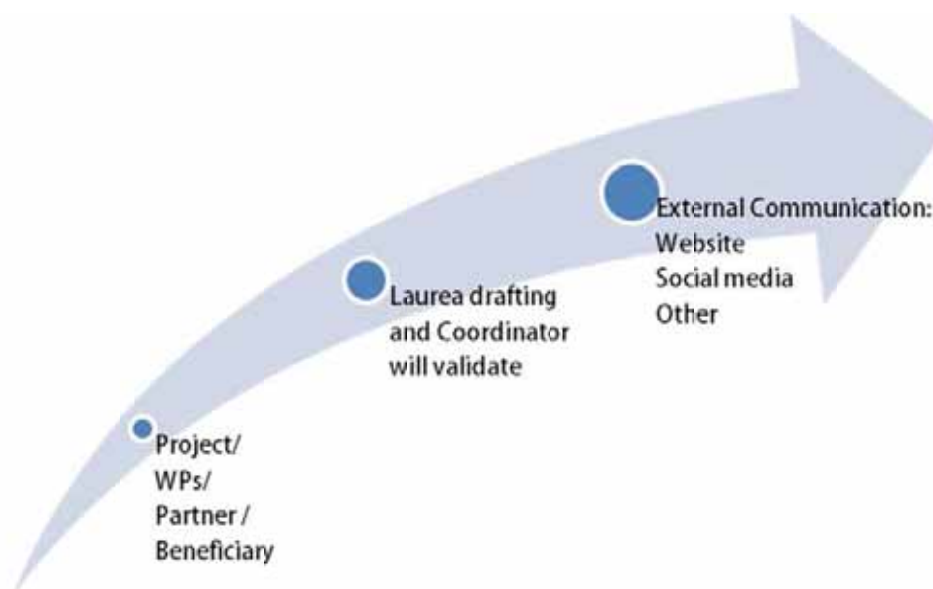 External Communication:
Website
Social media
Other
Laurea drafting
and Coordinator
will validate
Project/
WPs/
Partner /
Beneficiary